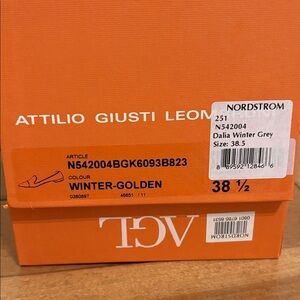 ATTILIO GIUSTI LEOM
NORDSTROM
251
N542004
Dalia Winter Grey
Size: 38.5
ARTICLE
N542004BGK6093B823
COLOUR
WINTER-GOLDEN
38 ½
AGL
NORDSTROM